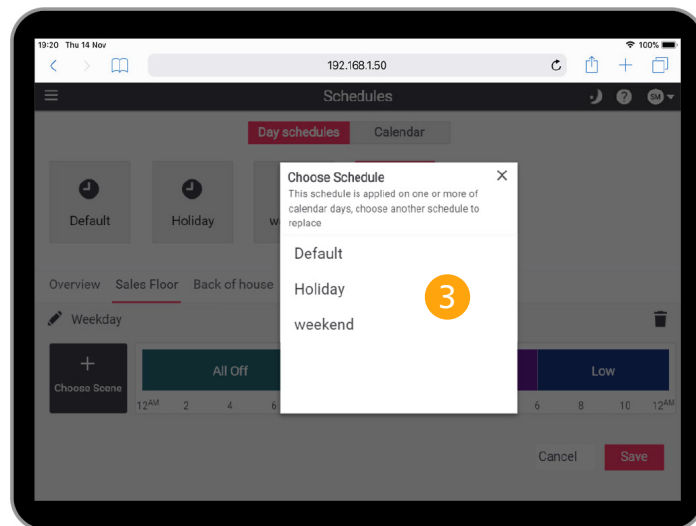 19:20 Thu 14 Nov
100%
192.168.1.50
Schedules
?
SM
Day schedules
Calendar
Default
Holiday
Choose Schedule
This schedule is applied on one or more of
calendar days, choose another schedule to
replace
Default
Holiday
weekend
3
Overview Sales Floor Back of house
Weekday
+
Choose Scene
All Off
Low
12AM 2 4 6
6 8 10 12AM
Cancel
Save